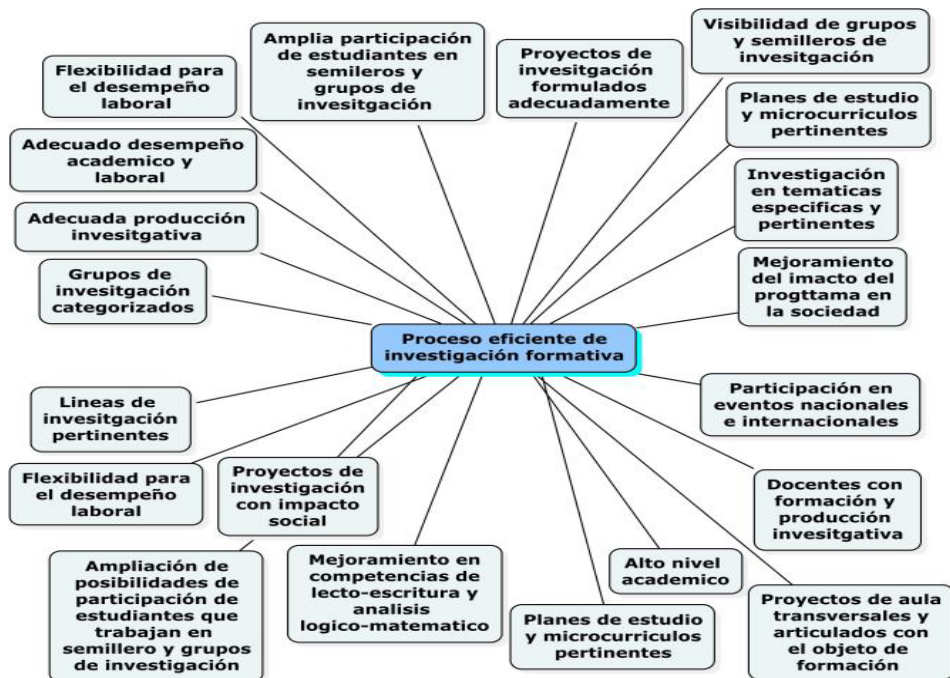 Amplia participación
de estudiantes en
semileros y
grupos de
invesitgación
Proyectos de
invesitgación
formulados
adecuadamente
Visibilidad de grupos
y semilleros de
invesitgación
Flexibilidad para
el desempeño
laboral
Planes de estudio
y microcurriculos
pertinentes
Adecuado desempeño
academico y
laboral
Investigación
en tematicas
especificas y
pertinentes
Adecuada producción
invesitgativa
Mejoramiento
del imacto del
progttama en
la sociedad
Grupos de
invesitgación
categorizados
Proceso eficiente de
investigación formativa
Lineas de
invesitgación
pertinentes
Participación en
eventos nacionales
e internacionales
Flexibilidad para
el desempeño
laboral
Proyectos de
investigación
con impacto
social
Docentes con
formación y
producción
invesitgativa
Ampliación de
posibilidades de
participación de
estudiantes que
trabajan en
semillero y grupos
de investigación
Mejoramiento en
competencias de
lecto-escritura y
analisis
logico-matematico
Alto nivel
academico
Planes de estudio
y microcurriculos
pertinentes
Proyectos de aula
transversales y
articulados con
el objeto de
formación